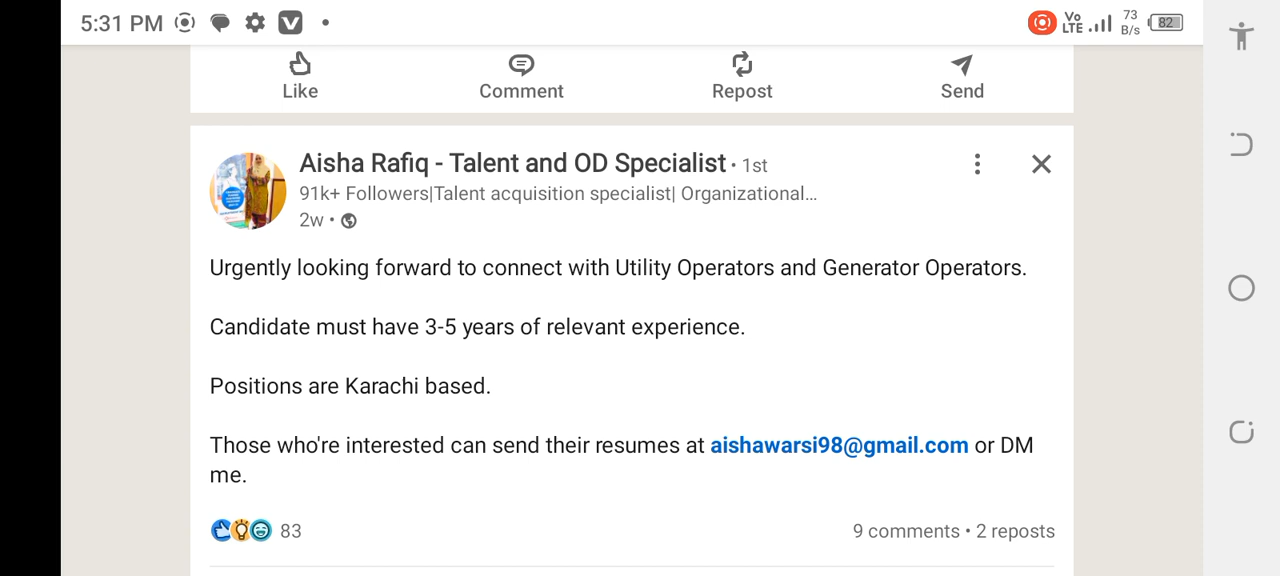 5:31 PM
Vo LTE 73 B/s 82
Like Comment Repost Send
Aisha Rafiq - Talent and OD Specialist • 1st
91k+ Followers|Talent acquisition specialist| Organizational...
2w •
Urgently looking forward to connect with Utility Operators and Generator Operators.
Candidate must have 3-5 years of relevant experience.
Positions are Karachi based.
Those who're interested can send their resumes at aishawarsi98@gmail.com or DM
me.
83 9 comments • 2 reposts